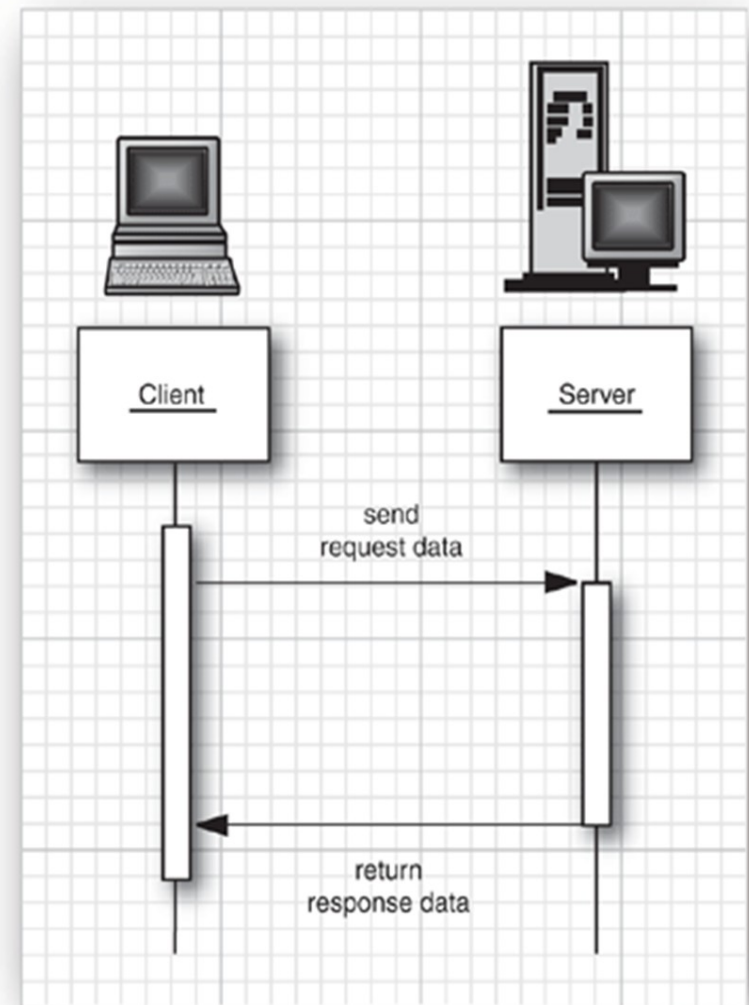 Client
Server
send
request data
return
response data